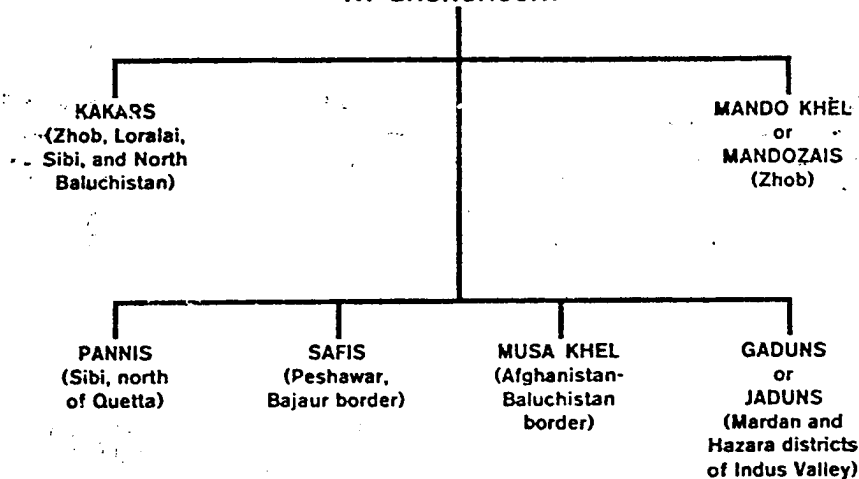 KAKARS
(Zhob, Loralai,
Sibi, and North
Baluchistan)
MANDO KHEL
or
MANDOZAIS
(Zhob)
PANNIS
(Sibi, north
of Quetta)
SAFIS
(Peshawar,
Bajaur border)
MUSA KHEL
(Afghanistan-
Baluchistan
border)
GADUNS
or
JADUNS
(Mardan and
Hazara districts
of Indus Valley)